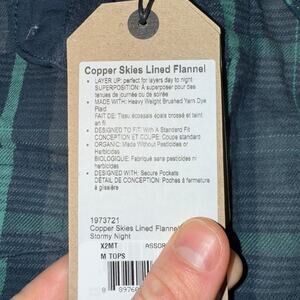 Copper Skies Lined Flannel
• LAYER UP: perfect for layers day to night
SUPERPOSITION: À superposer pour des
tenues de journée ou de soirée
• MADE WITH: Heavy Weight Brushed Yarn Dye
Plaid
FAIT DE: Tissu écossais épais brossé et teint
en fil
• DESIGNED TO FIT: With A Standard Fit
CONCEPTION ET COUPE: Coupe standard
• ORGANIC: Made Without Pesticides or
Herbicides
BIOLOGIQUE: Fabriqué sans pesticides ni
herbicides
• DESIGNED WITH: Secure Pockets
DÉTAIL DE CONCEPTION: Poches à fermeture
à glissière
1973721
Copper Skies Lined Flannel
Stormy Night
X2MT ASSOR
M TOPS
8 8976